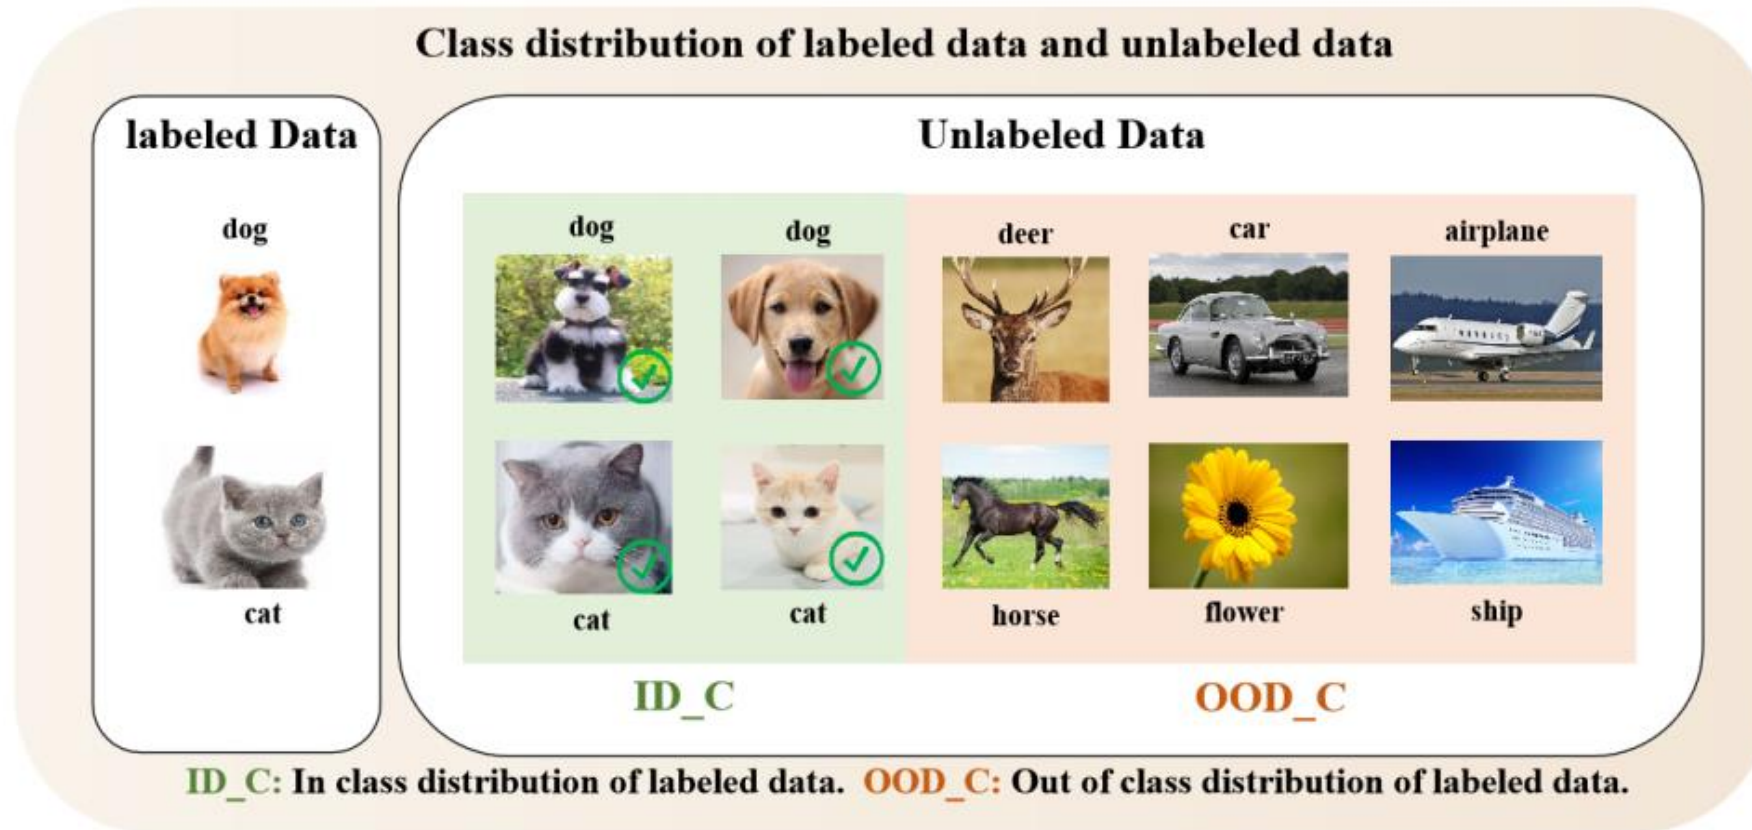 Class distribution of labeled data and unlabeled data
labeled Data
Unlabeled Data
dog
cat
dog
dog
deer
car
airplane
cat
cat
horse
flower
ship
ID_C
OOD_C
ID_C: In class distribution of labeled data. OOD_C: Out of class distribution of labeled data.